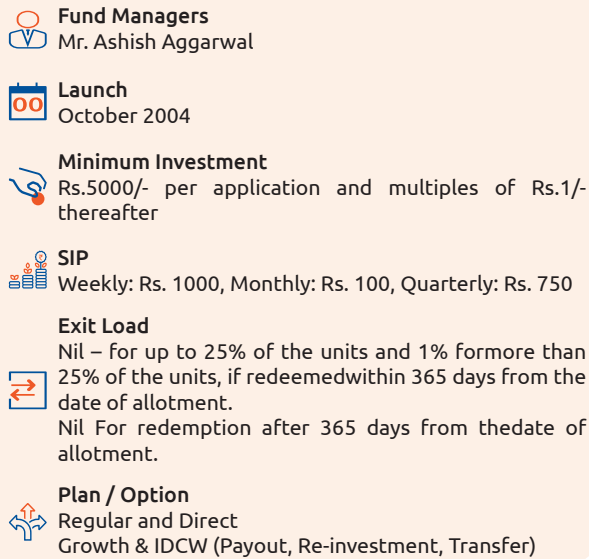 Fund Managers
Mr. Ashish Aggarwal
Launch
October 2004
Minimum Investment
Rs.5000/- per application and multiples of Rs.1/-
thereafter
SIP
Weekly: Rs. 1000, Monthly: Rs. 100, Quarterly: Rs. 750
Exit Load
Nil – for up to 25% of the units and 1% formore than
25% of the units, if redeemedwithin 365 days from the
date of allotment.
Nil For redemption after 365 days from thedate of
allotment.
Plan / Option
Regular and Direct
Growth & IDCW (Payout, Re-investment, Transfer)